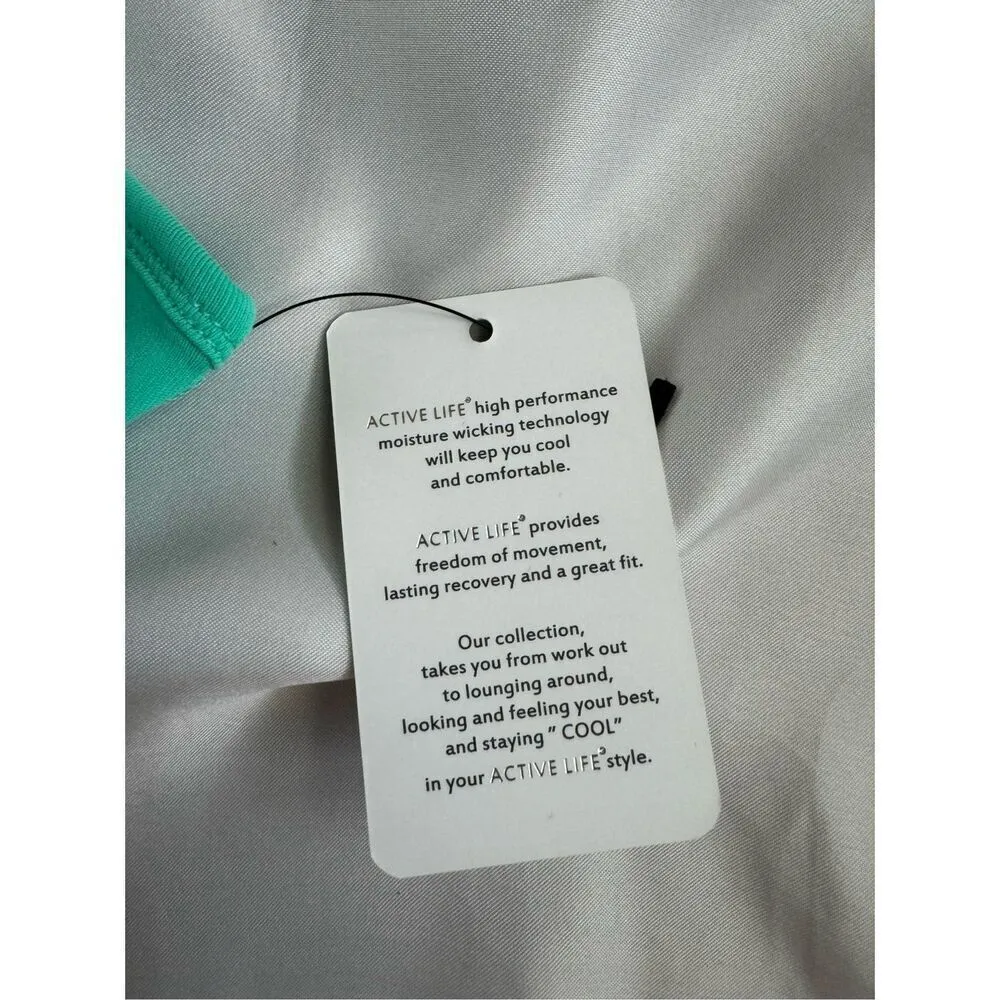 ACTIVE LIFE® high performance
moisture wicking technology
will keep you cool
and comfortable.
ACTIVE LIFE® provides
freedom of movement,
lasting recovery and a great fit.
Our collection,
takes you from work out
to lounging around,
looking and feeling your best,
and staying " COOL"
in your ACTIVE LIFE® style.